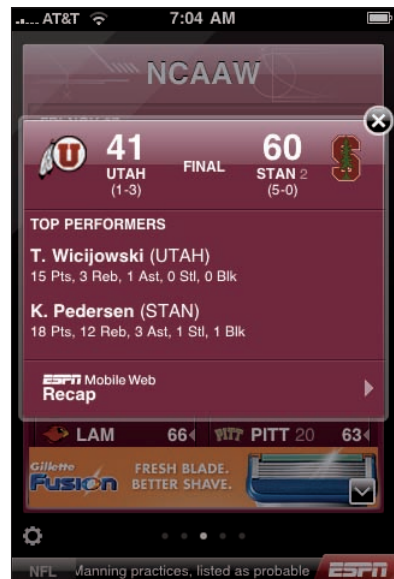 AT&T 7:04 AM
NCAAW
41
UTAH
(1-3)
FINAL
60
STAN 2
(5-0)
TOP PERFORMERS
T. Wicijowski (UTAH)
15 Pts, 3 Reb, 1 Ast, 0 Stl, 0 Blk
K. Pedersen (STAN)
18 Pts, 12 Reb, 3 Ast, 1 Stl, 1 Blk
ESPN Mobile Web
Recap
LAM 66
PITT PITT 20 63
Gillette
Fusion
FRESH BLADE.
BETTER SHAVE.
NFL Manning practices, listed as probable ESPN